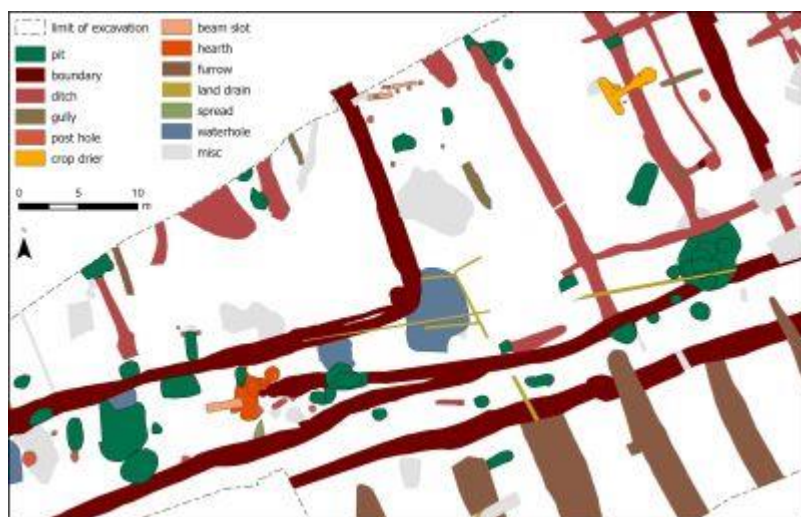 limit of excavation
pit
boundary
ditch
gully
post hole
crop drier
beam slot
hearth
furrow
land drain
spread
waterhole
misc
0 5 10
m